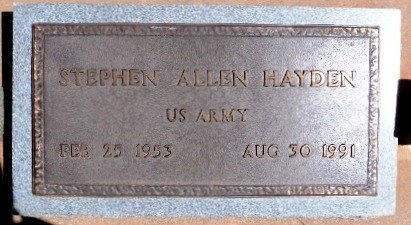 STEPHEN ALLEN HAYDEN
US ARMY
FEB 25 1953 AUG 30 1991